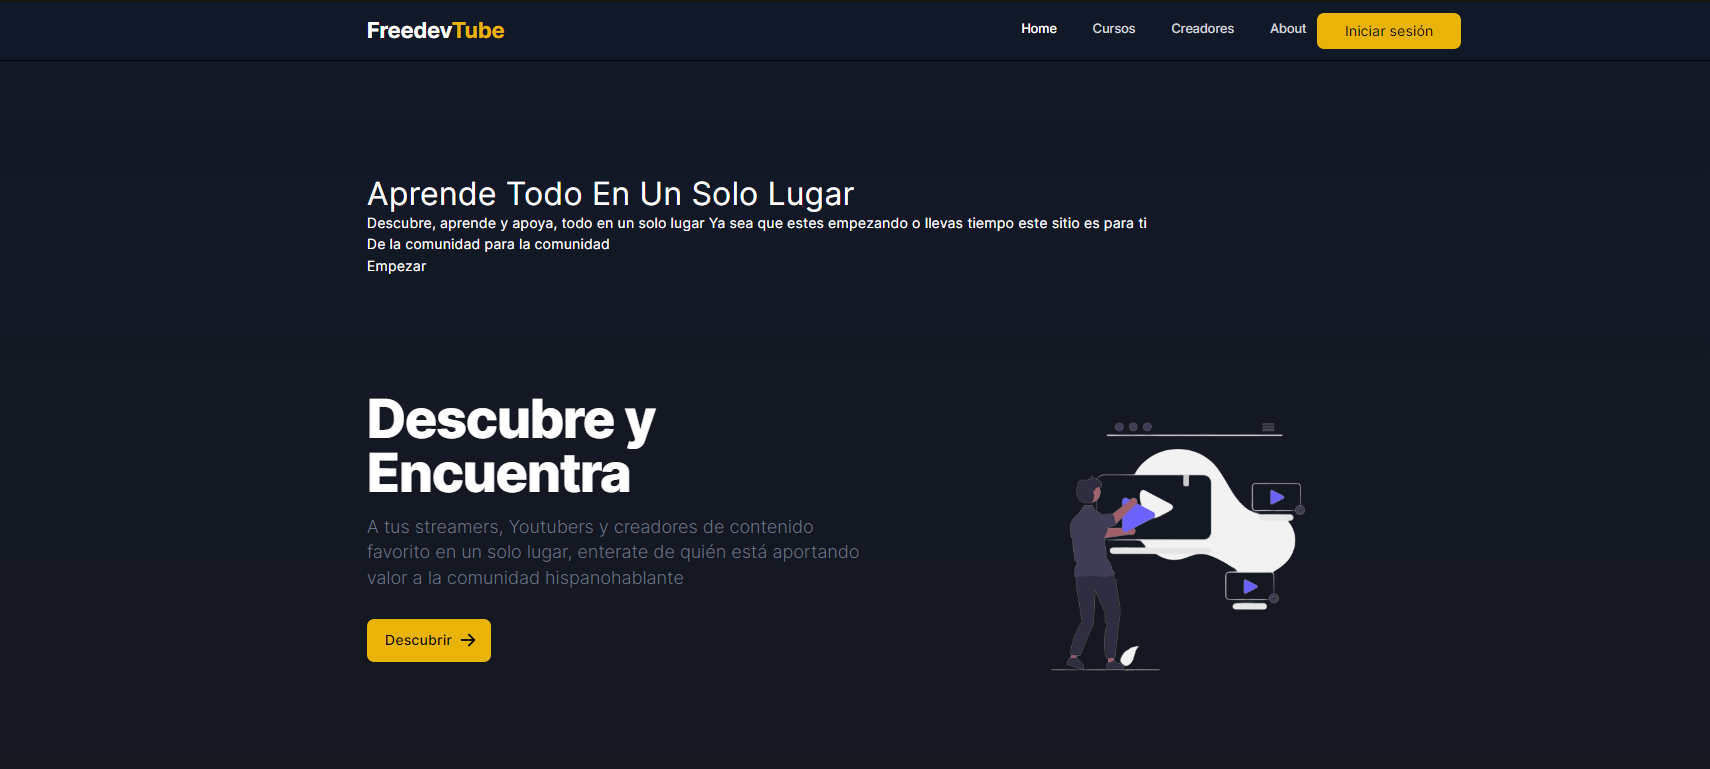 FreedevTube
Home Cursos Creadores About Iniciar sesión
Aprende Todo En Un Solo Lugar
Descubre, aprende y apoya, todo en un solo lugar Ya sea que estes empezando o llevas tiempo este sitio es para ti
De la comunidad para la comunidad
Empezar
Descubre y
Encuentra
A tus streamers, Youtubers y creadores de contenido
favorito en un solo lugar, enterate de quién está aportando
valor a la comunidad hispanohablante
Descubrir